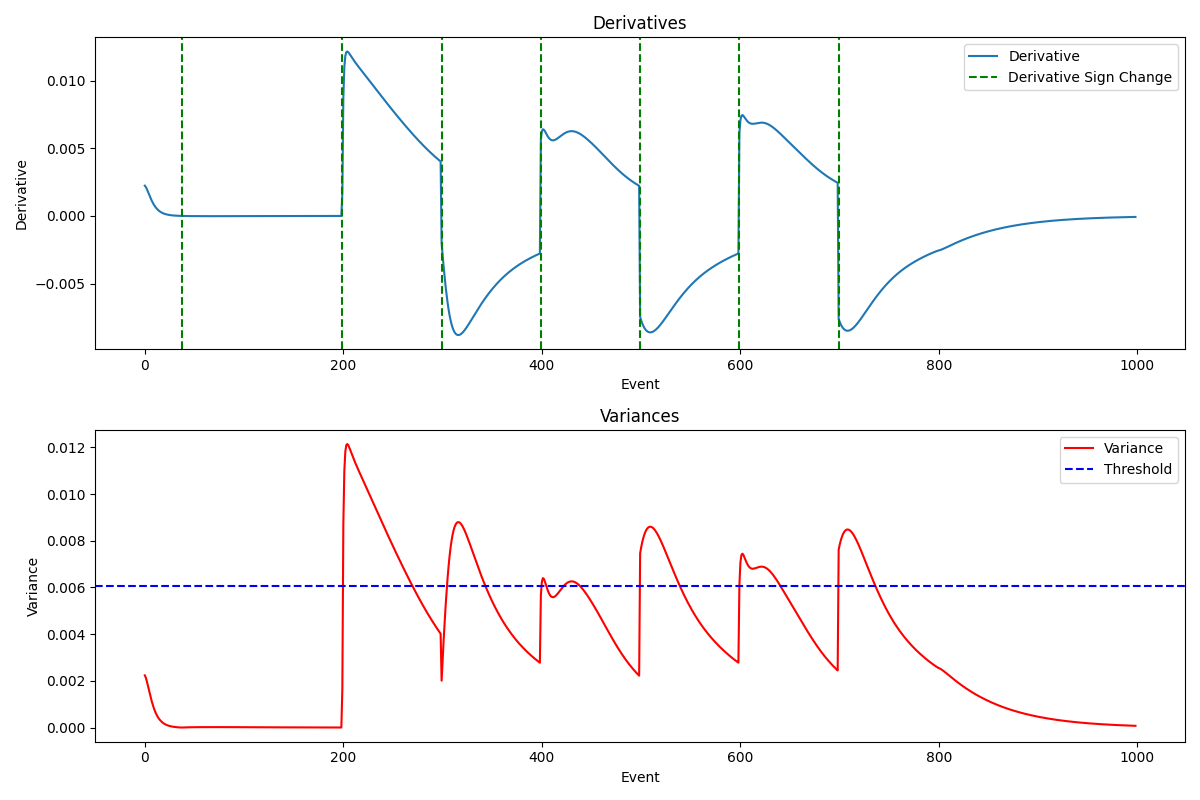 Derivatives
Derivative
Derivative Sign Change
0.010
0.005
0.000
−0.005
Derivative
0 200 400 600 800 1000
Event
Variances
Variance
Threshold
0.012
0.010
0.008
0.006
0.004
0.002
0.000
Variance
0 200 400 600 800 1000
Event